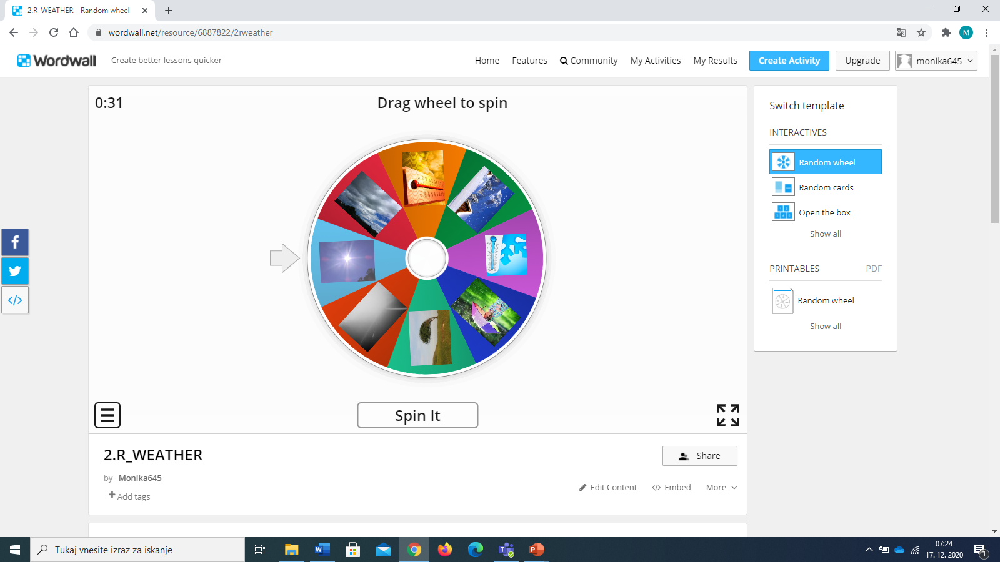 2.R_WEATHER - Random wheel
wordwall.net/resource/6887822/2rweather
M
Wordwall
Create better lessons quicker
Home
Features
Community
My Activities
My Results
Create Activity
Upgrade
monika645
0:31
Drag wheel to spin
Spin It
Switch template
INTERACTIVES
Random wheel
Random cards
Open the box
Show all
PRINTABLES PDF
Random wheel
Show all
2.R_WEATHER
Share
by Monika645
Add tags
Edit Content
</> Embed
More
Tukaj vnesite izraz za iskanje
07:24
17. 12. 2020
1